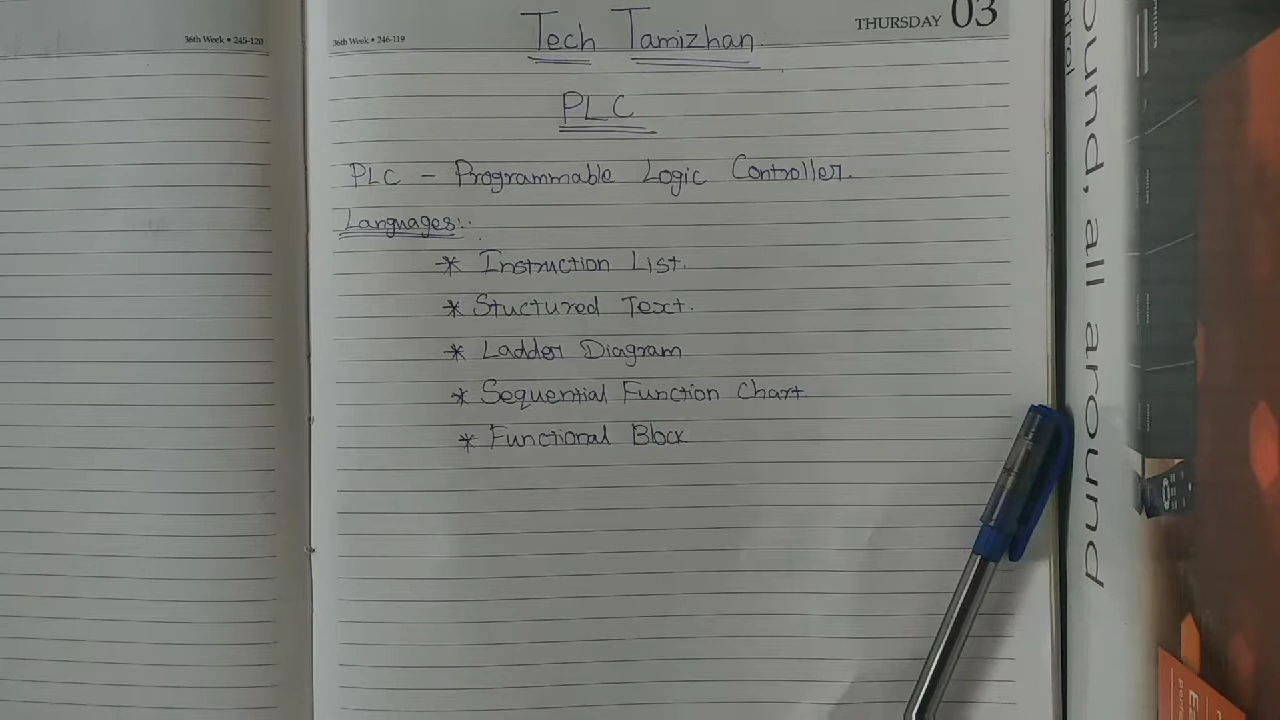 36th Week • 245-120
36th Week • 246-119
THURSDAY 03
Tech Tamizhan
PLC
PLC - Programmable Logic Controller.
Languages:-
* Instruction List.
* Stuctured Text.
* Ladder Diagram
* Sequential Function Chart
* Functional Block
ound, all around